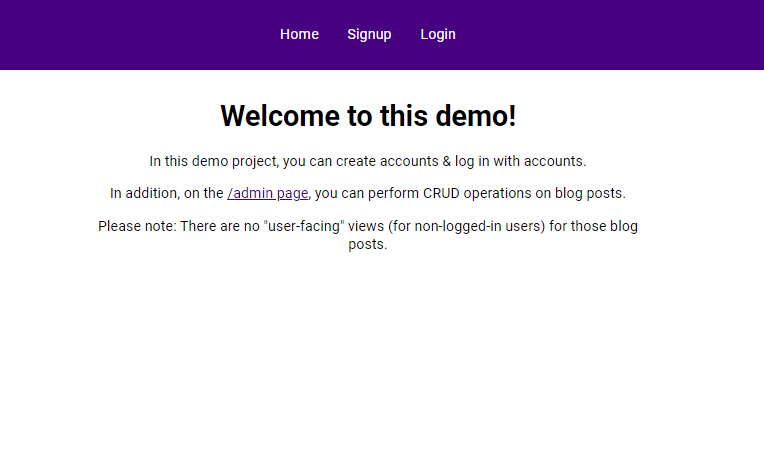 Home Signup Login
Welcome to this demo!
In this demo project, you can create accounts & log in with accounts.
In addition, on the /admin page, you can perform CRUD operations on blog posts.
Please note: There are no "user-facing" views (for non-logged-in users) for those blog
posts.